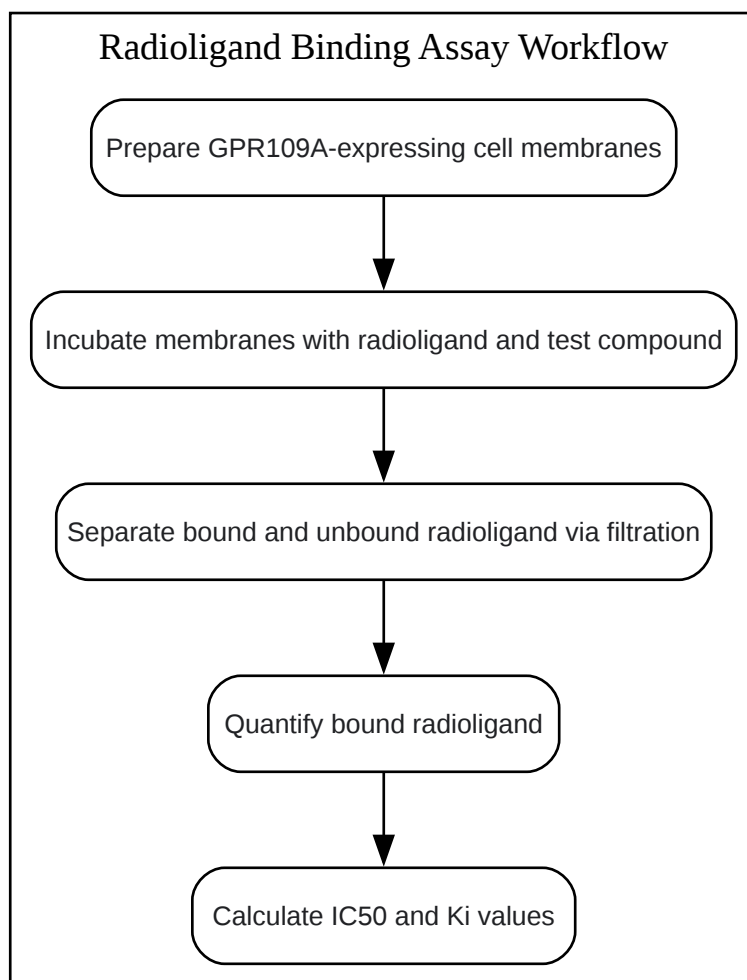 Radioligand Binding Assay Workflow
Prepare GPR109A-expressing cell membranes
Incubate membranes with radioligand and test compound
Separate bound and unbound radioligand via filtration
Quantify bound radioligand
Calculate IC50 and Ki values